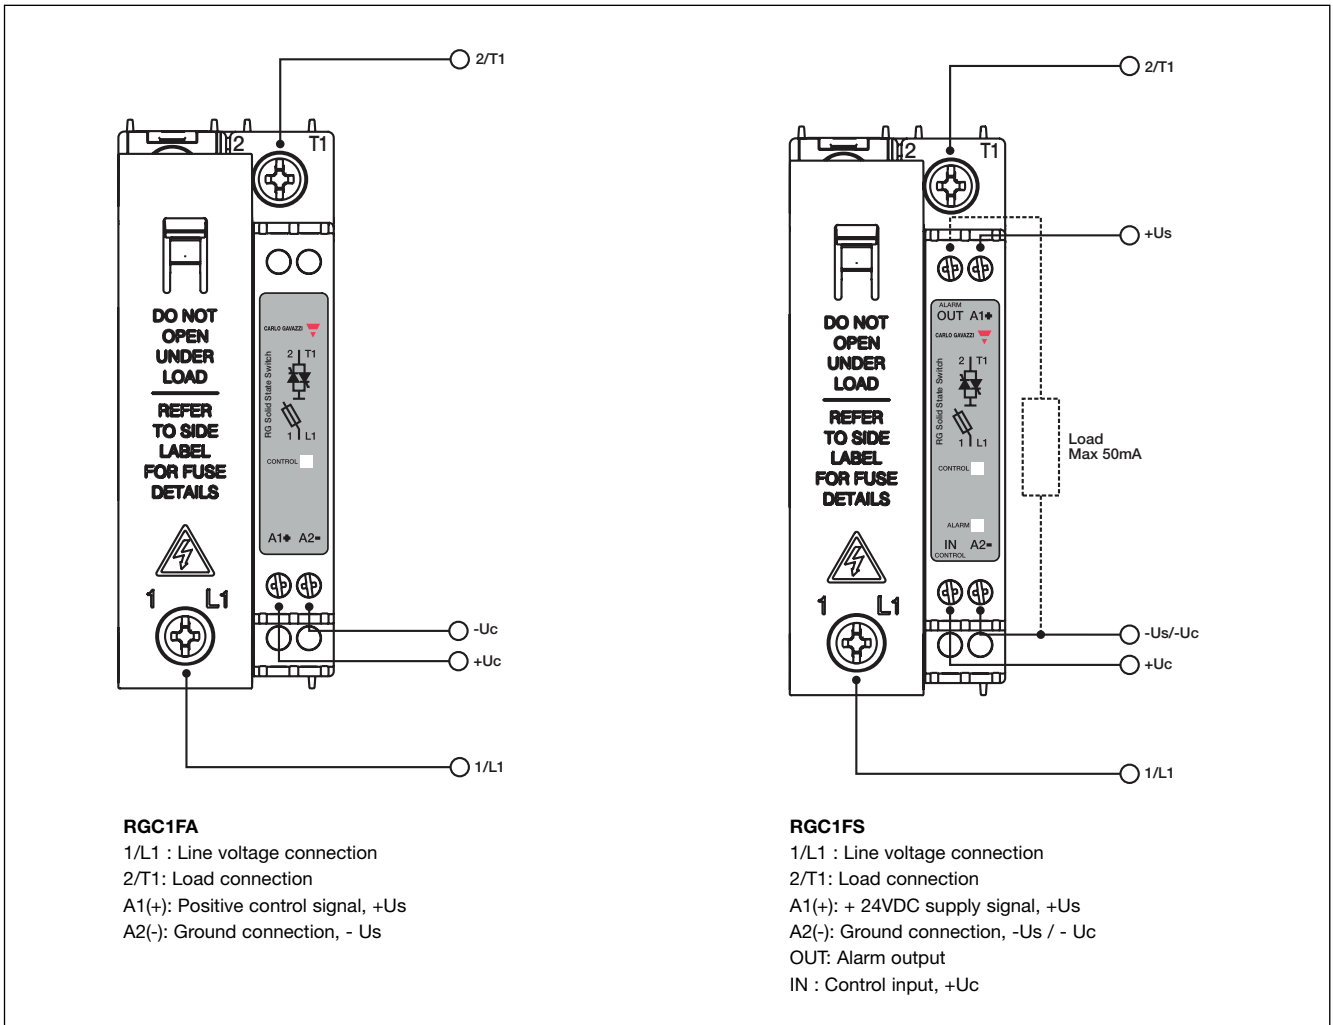 2/T1
2 T1
CARLO GAVAZZI
RG Solid State Switch
2 T1
1 L1
CONTROL
A1+ A2-
DO NOT
OPEN
UNDER
LOAD
REFER
TO SIDE
LABEL
FOR FUSE
DETAILS
1 L1
-Uc
+Uc
1/L1
RGC1FA
1/L1 : Line voltage connection
2/T1: Load connection
A1(+): Positive control signal, +Us
A2(-): Ground connection, - Us
2/T1
2 T1
+Us
ALARM
OUT A1+
CARLO GAVAZZI
RG Solid State Switch
2 T1
1 L1
CONTROL
ALARM
IN A2-
CONTROL
DO NOT
OPEN
UNDER
LOAD
REFER
TO SIDE
LABEL
FOR FUSE
DETAILS
1 L1
Load
Max 50mA
-Us/-Uc
+Uc
1/L1
RGC1FS
1/L1 : Line voltage connection
2/T1: Load connection
A1(+): + 24VDC supply signal, +Us
A2(-): Ground connection, -Us / - Uc
OUT: Alarm output
IN : Control input, +Uc